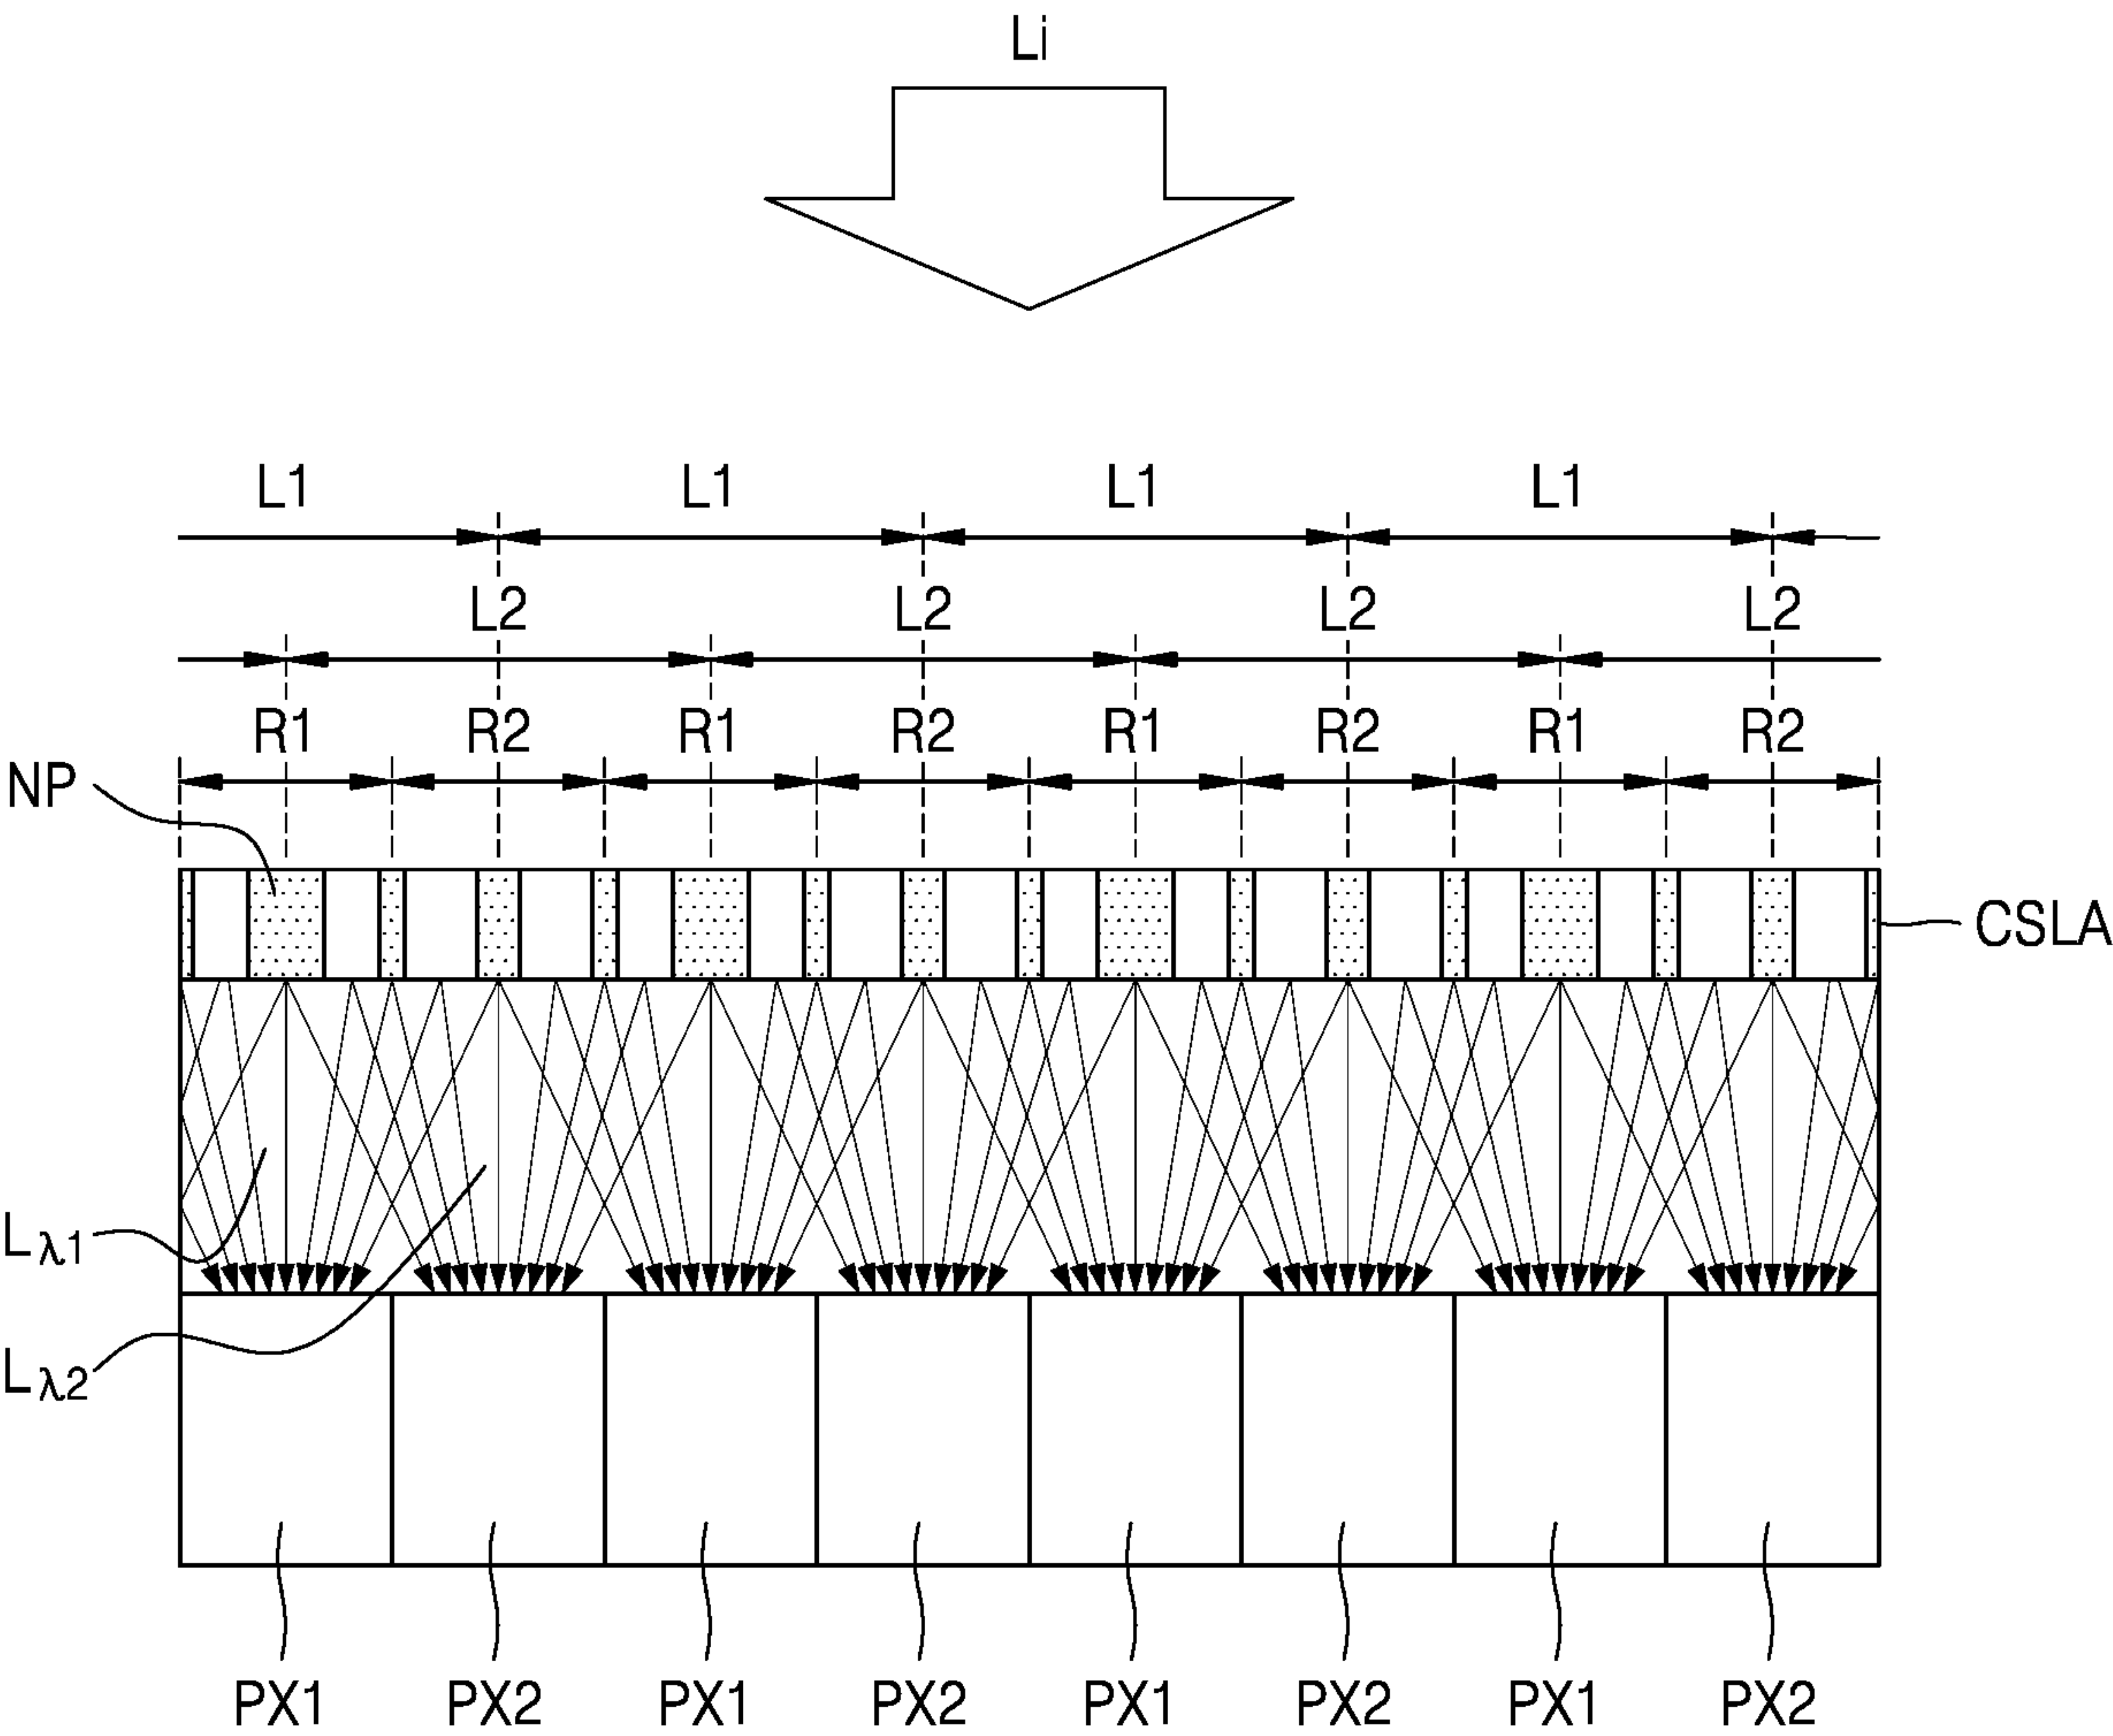 Li
L1 L1 L1 L1
L2 L2 L2 L2
R1 R2 R1 R2 R1 R2 R1 R2
NP
CSLA
Lλ1
Lλ2
PX1 PX2 PX1 PX2 PX1 PX2 PX1 PX2